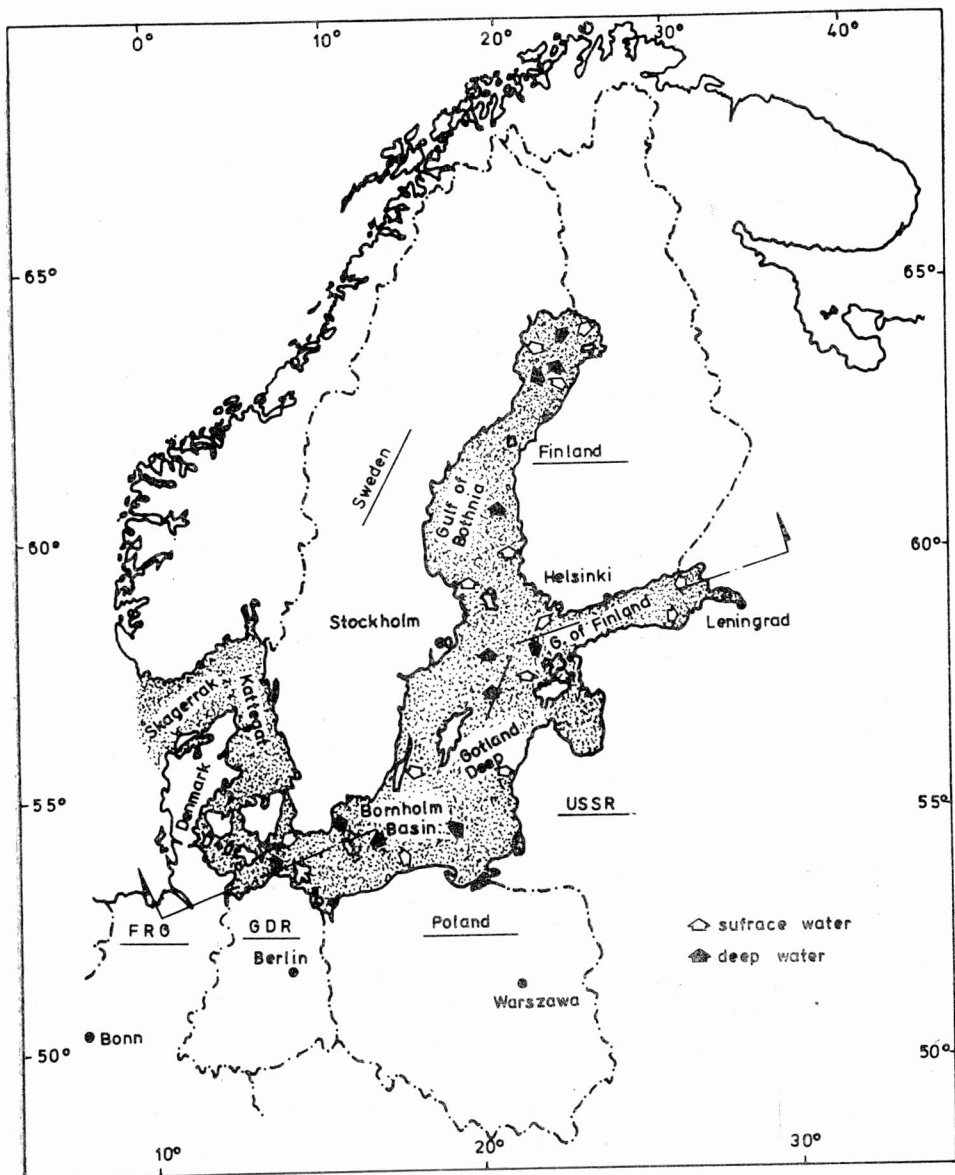 0° 10° 20° 30° 40°
65° 65°
Finland
Sweden
Gulf of
Bothnia
60° 60°
Helsinki
Stockholm
G. of Finland
Leningrad
Skagerrak
Kattegat
Gotland
Deep
Denmark
55° 55°
Bornholm
Basin
USSR
FRG
GDR
Poland
sufrace water
Berlin
deep water
Warszawa
Bonn
50° 50°
10° 20° 30°